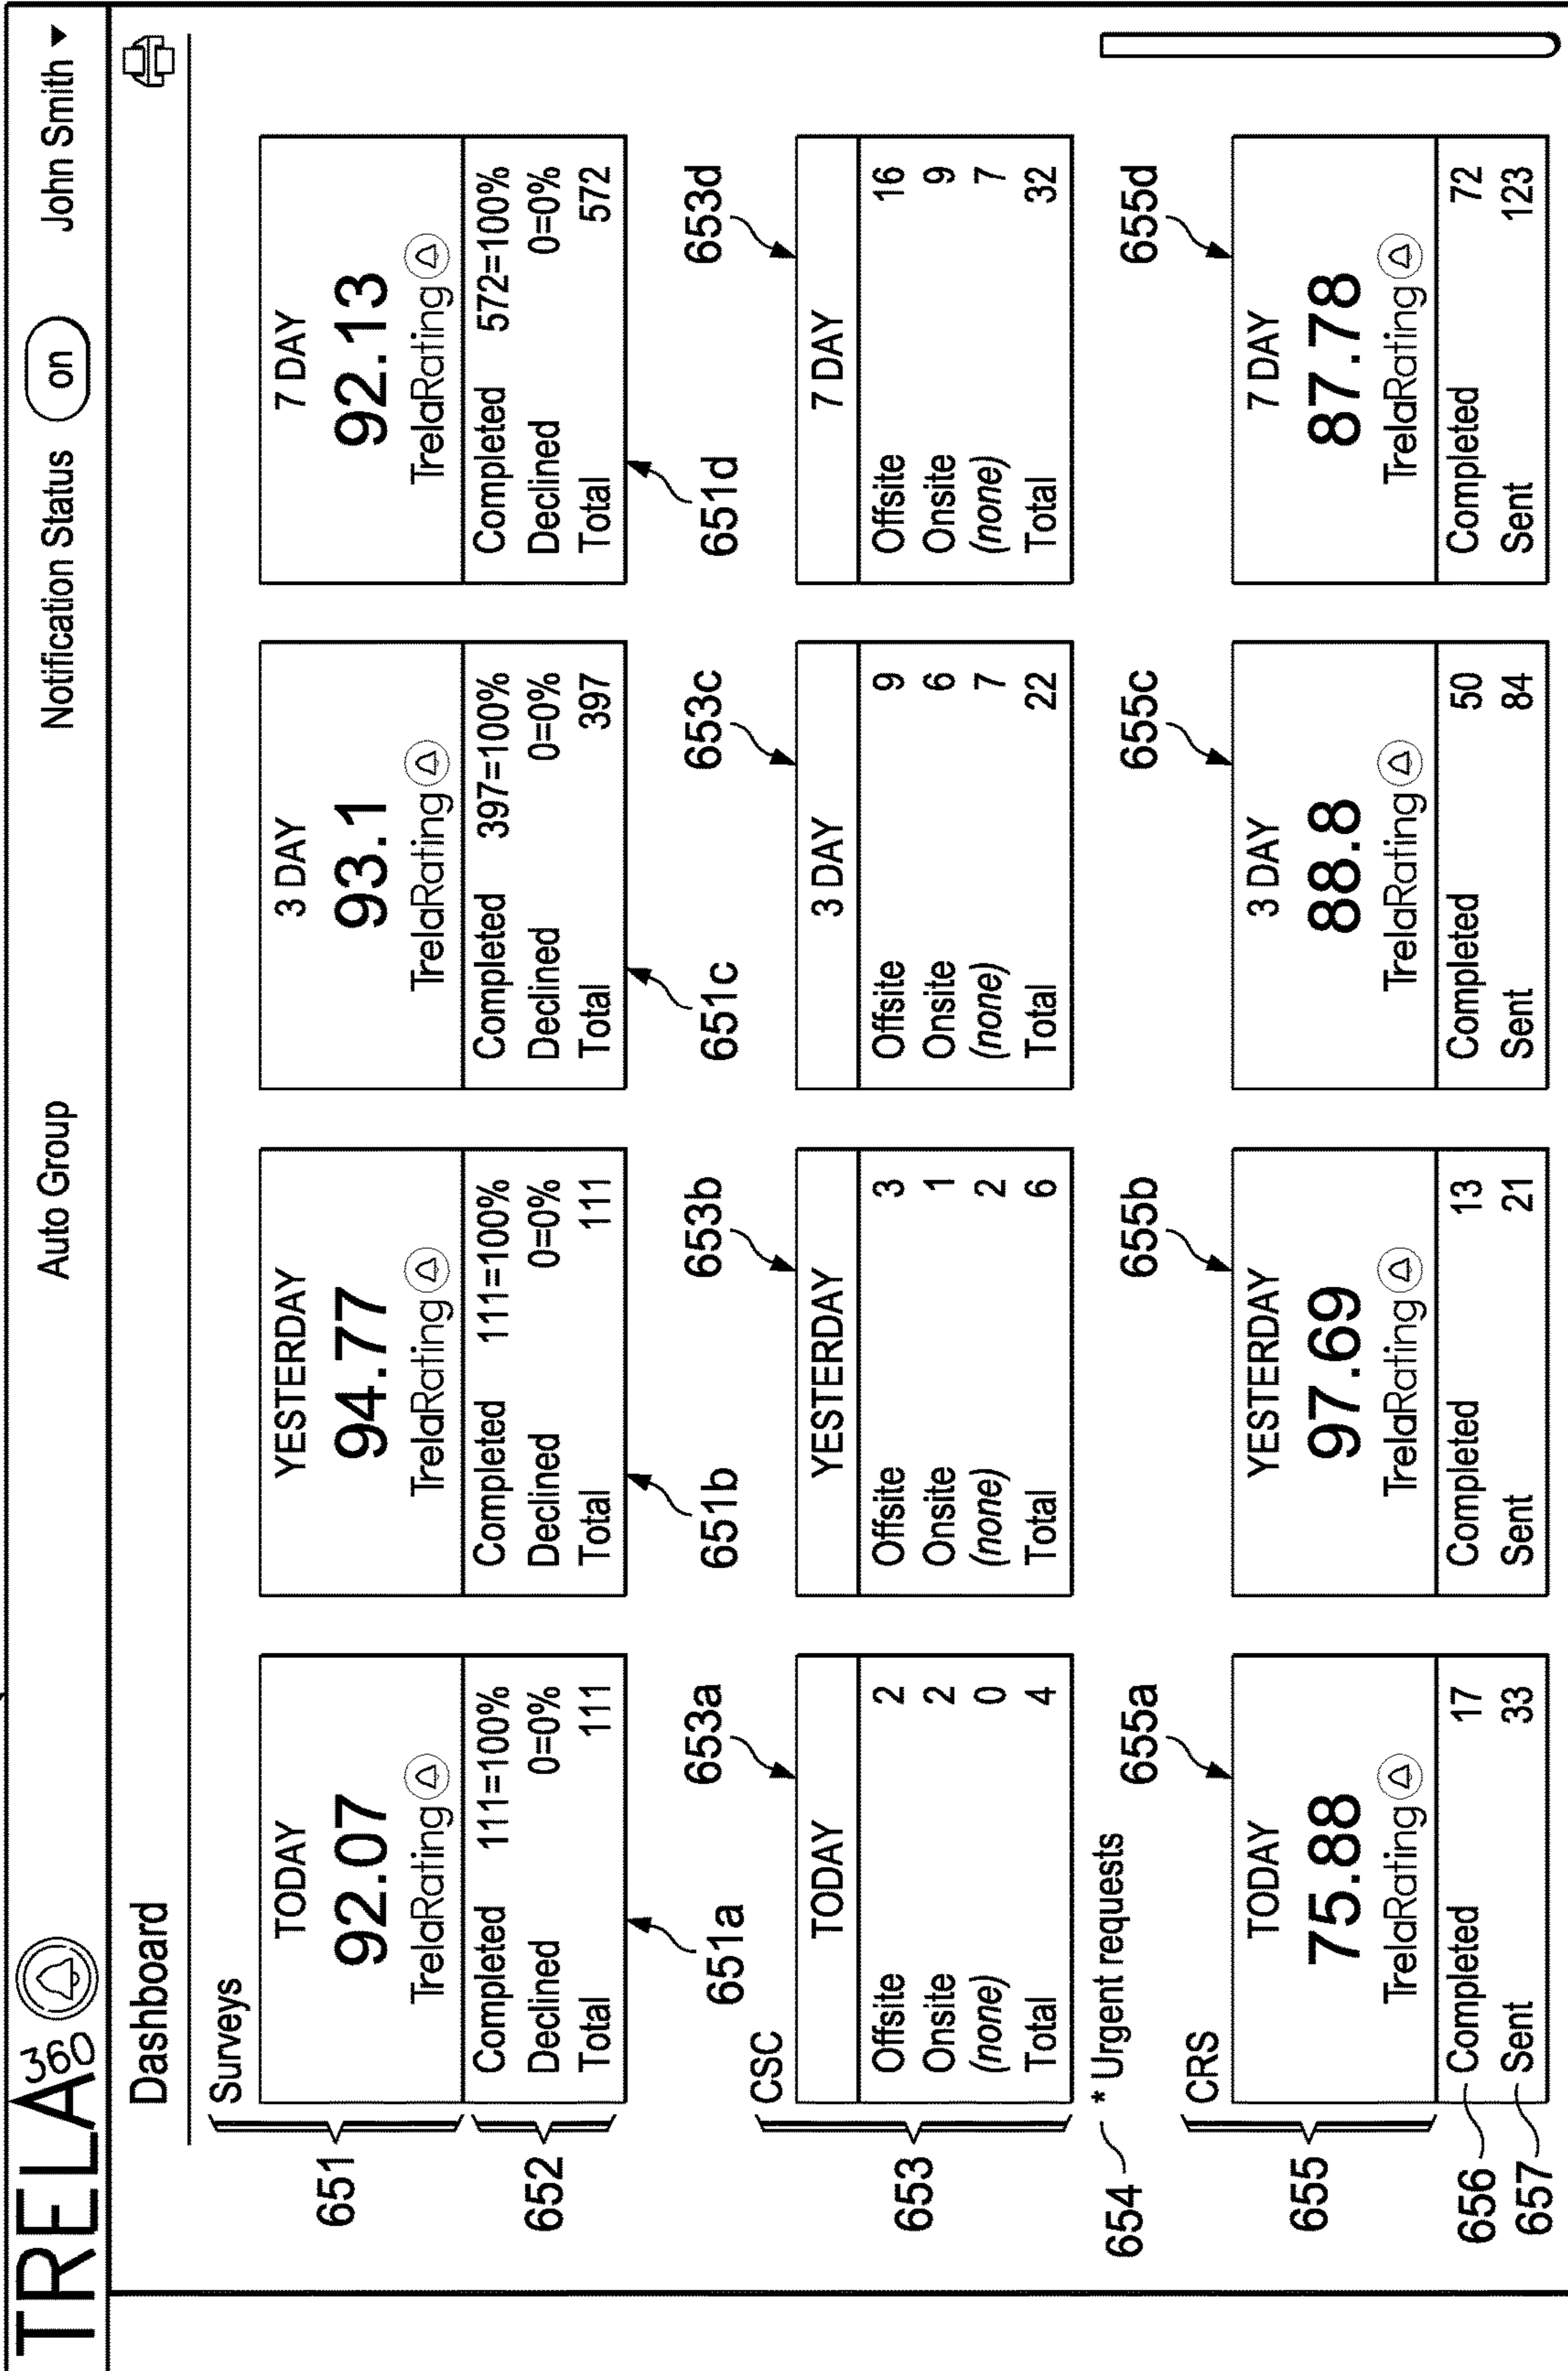 TRELA 360 Auto Group Notification Status on John Smith
Dashboard
Surveys
651
TODAY YESTERDAY 3 DAY 7 DAY
92.07 94.77 93.1 92.13
TrelaRating TrelaRating TrelaRating TrelaRating
652
Completed 111=100% Completed 111=100% Completed 397=100% Completed 572=100%
Declined 0=0% Declined 0=0% Declined 0=0% Declined 0=0%
Total 111 Total 111 Total 397 Total 572
651a 653a 651b 653b 651c 653c 651d 653d
CSC
653
TODAY YESTERDAY 3 DAY 7 DAY
Offsite 2 Offsite 3 Offsite 9 Offsite 16
Onsite 2 Onsite 1 Onsite 6 Onsite 9
(none) 0 (none) 2 (none) 7 (none) 7
Total 4 Total 6 Total 22 Total 32
654 * Urgent requests 655a 655b 655c 655d
CRS
655
TODAY YESTERDAY 3 DAY 7 DAY
75.88 97.69 88.8 87.78
TrelaRating TrelaRating TrelaRating TrelaRating
656 Completed 17 Completed 13 Completed 50 Completed 72
657 Sent 33 Sent 21 Sent 84 Sent 123